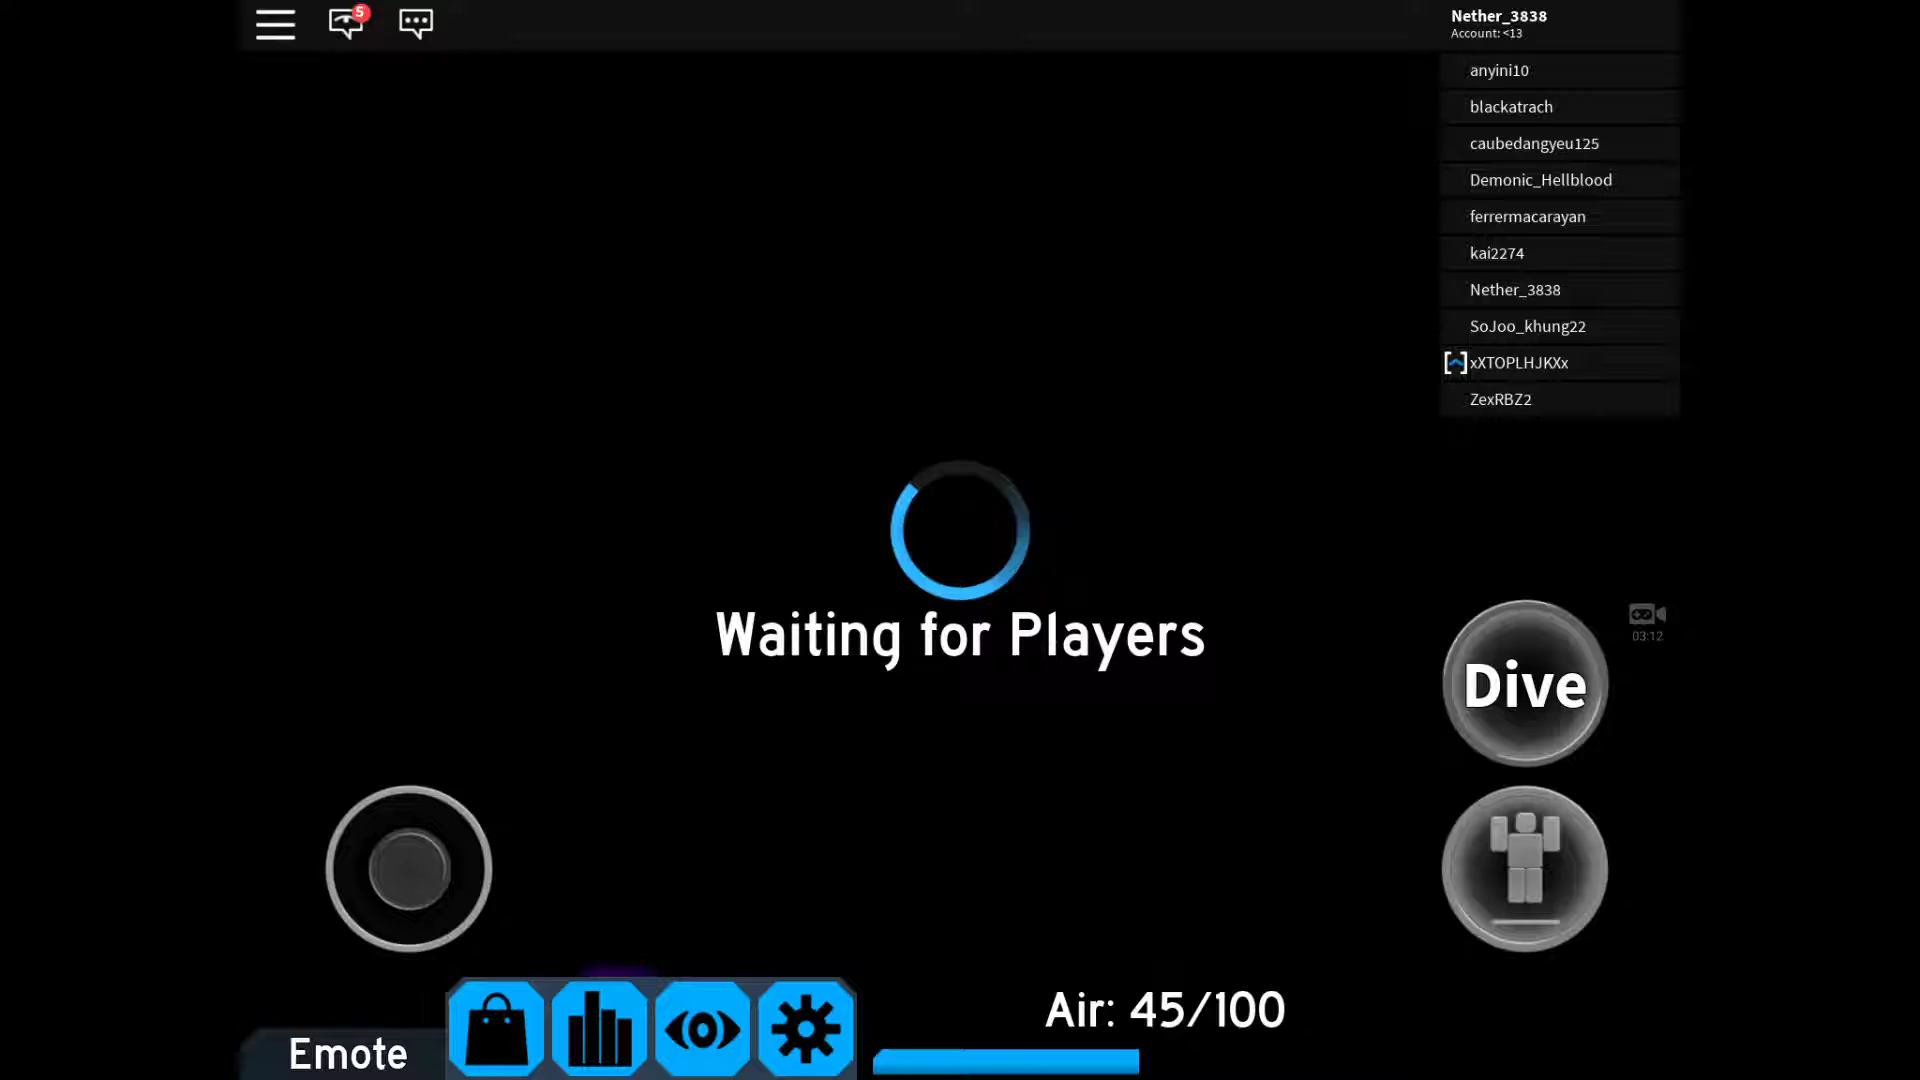 5
Nether_3838
Account: <13
anyini10
blackatrach
caubedangyeu125
Demonic_Hellblood
ferrermacarayan
kai2274
Nether_3838
SoJoo_khung22
xXTOPLHJKXx
ZexRBZ2
Waiting for Players
03:12
Dive
Air: 45/100
Emote